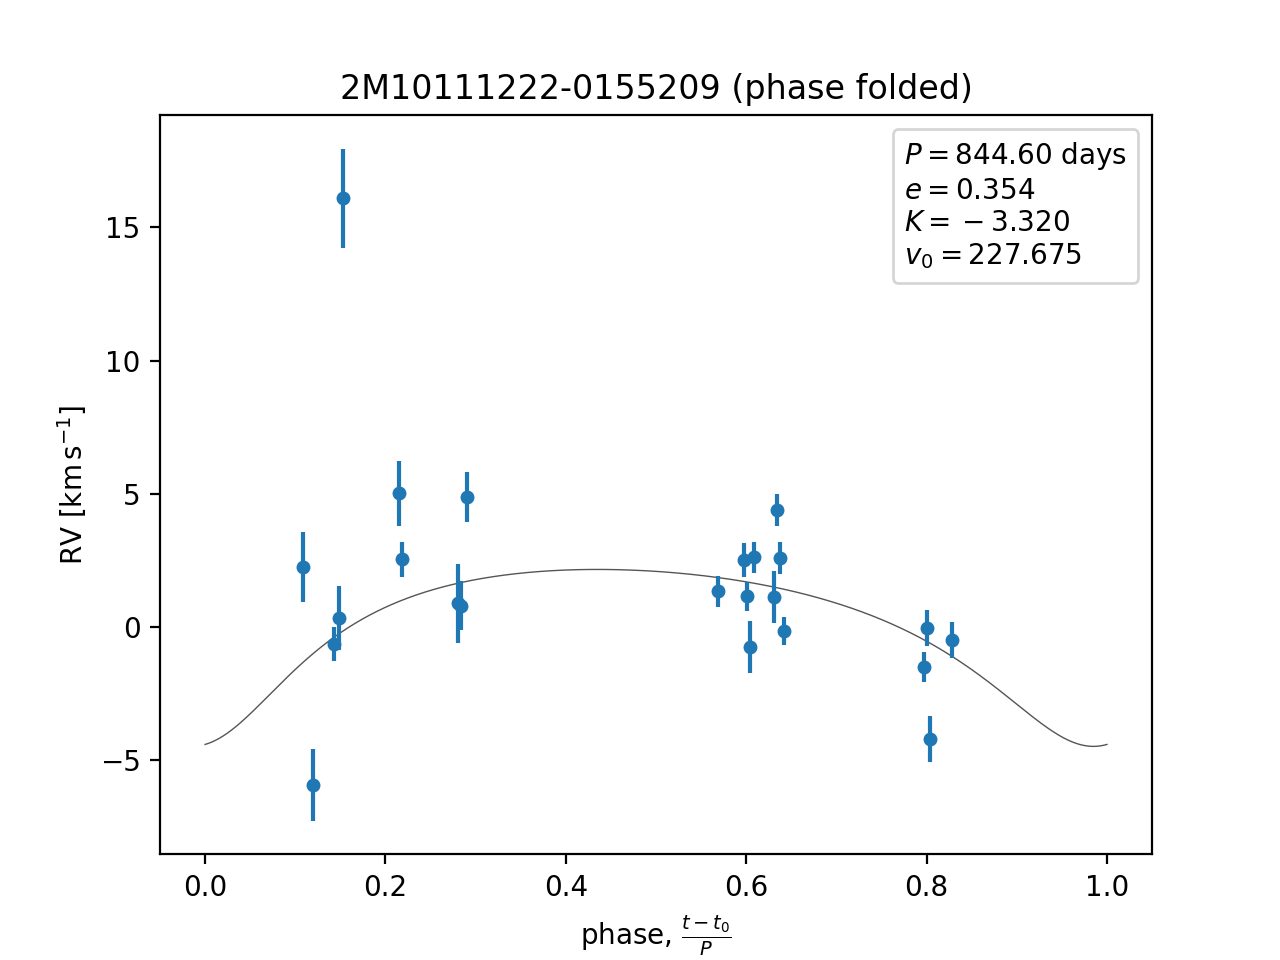 2M10111222-0155209 (phase folded)
P = 844.60 days
e = 0.354
K = −3.320
v₀ = 227.675
15
10
5
0
−5
RV [km s⁻¹]
0.0 0.2 0.4 0.6 0.8 1.0
phase, (t − t₀)/P